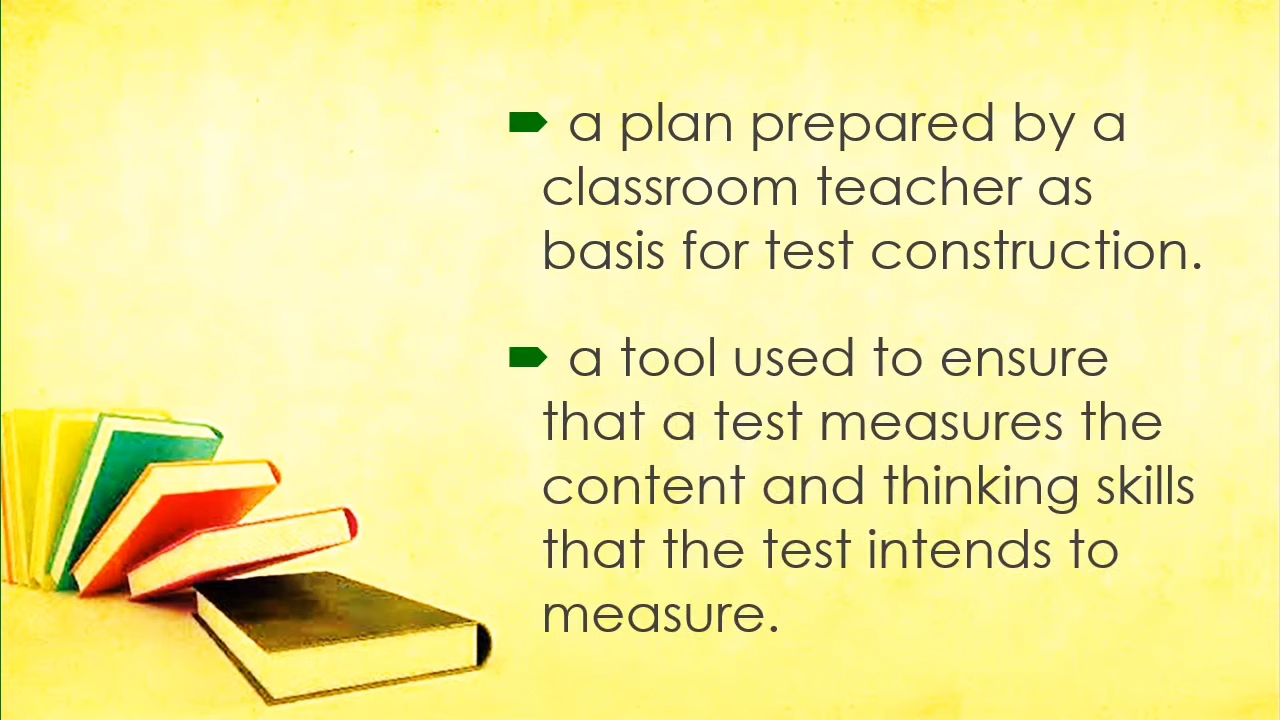 a plan prepared by a
classroom teacher as
basis for test construction.
a tool used to ensure
that a test measures the
content and thinking skills
that the test intends to
measure.